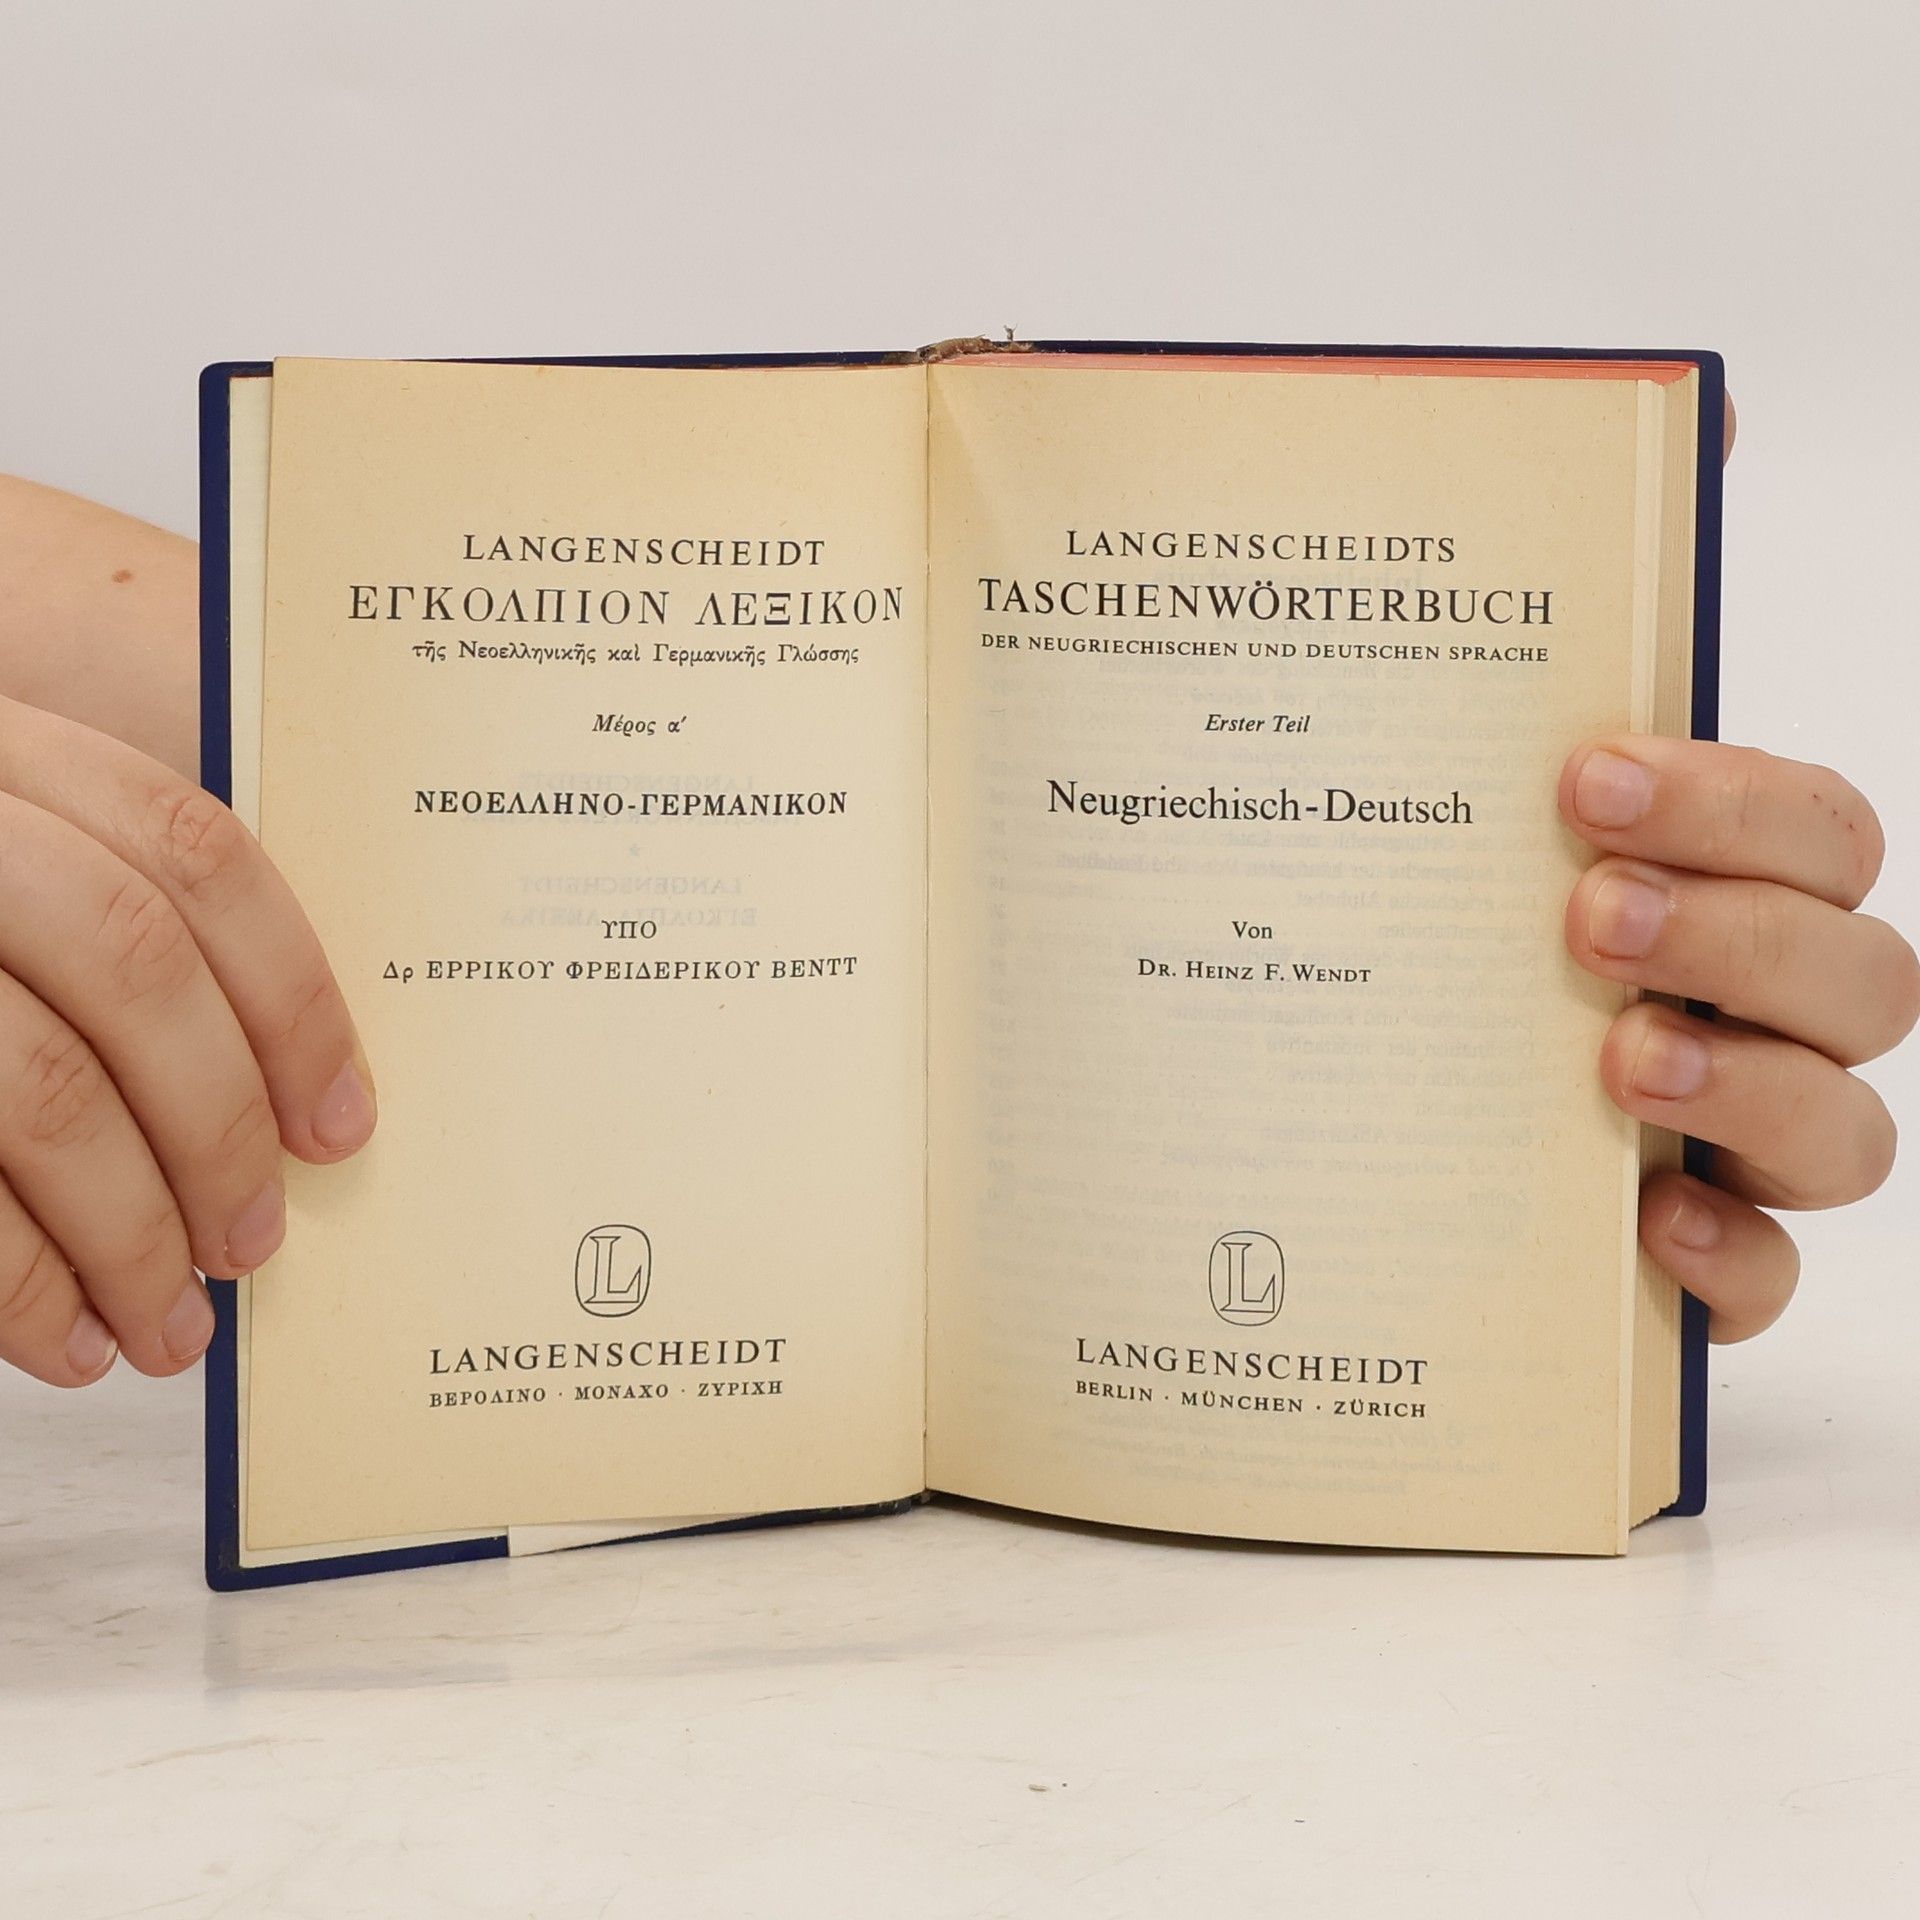 LANGENSCHEIDT
ΕΓΚΟΛΠΙΟΝ ΛΕΞΙΚΟΝ
τῆς Νεοελληνικῆς καὶ Γερμανικῆς Γλώσσης
Μέρος α′
ΝΕΟΕΛΛΗΝΟ-ΓΕΡΜΑΝΙΚΟΝ
ΥΠΟ
Δρ ΕΡΡΙΚΟΥ ΦΡΕΙΔΕΡΙΚΟΥ ΒΕΝΤΤ
L
LANGENSCHEIDT
ΒΕΡΟΛΙΝΟ · ΜΟΝΑΧΟ · ΖΥΡΙΧΗ
LANGENSCHEIDTS
TASCHENWÖRTERBUCH
DER NEUGRIECHISCHEN UND DEUTSCHEN SPRACHE
Erster Teil
Neugriechisch-Deutsch
Von
DR. HEINZ F. WENDT
L
LANGENSCHEIDT
BERLIN · MÜNCHEN · ZÜRICH